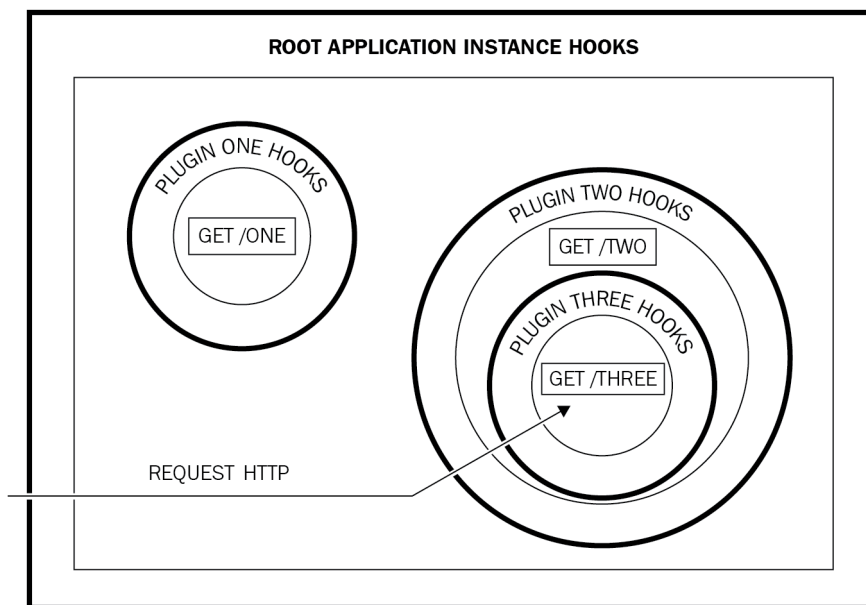 ROOT APPLICATION INSTANCE HOOKS
PLUGIN ONE HOOKS
GET /ONE
PLUGIN TWO HOOKS
GET /TWO
PLUGIN THREE HOOKS
GET /THREE
REQUEST HTTP